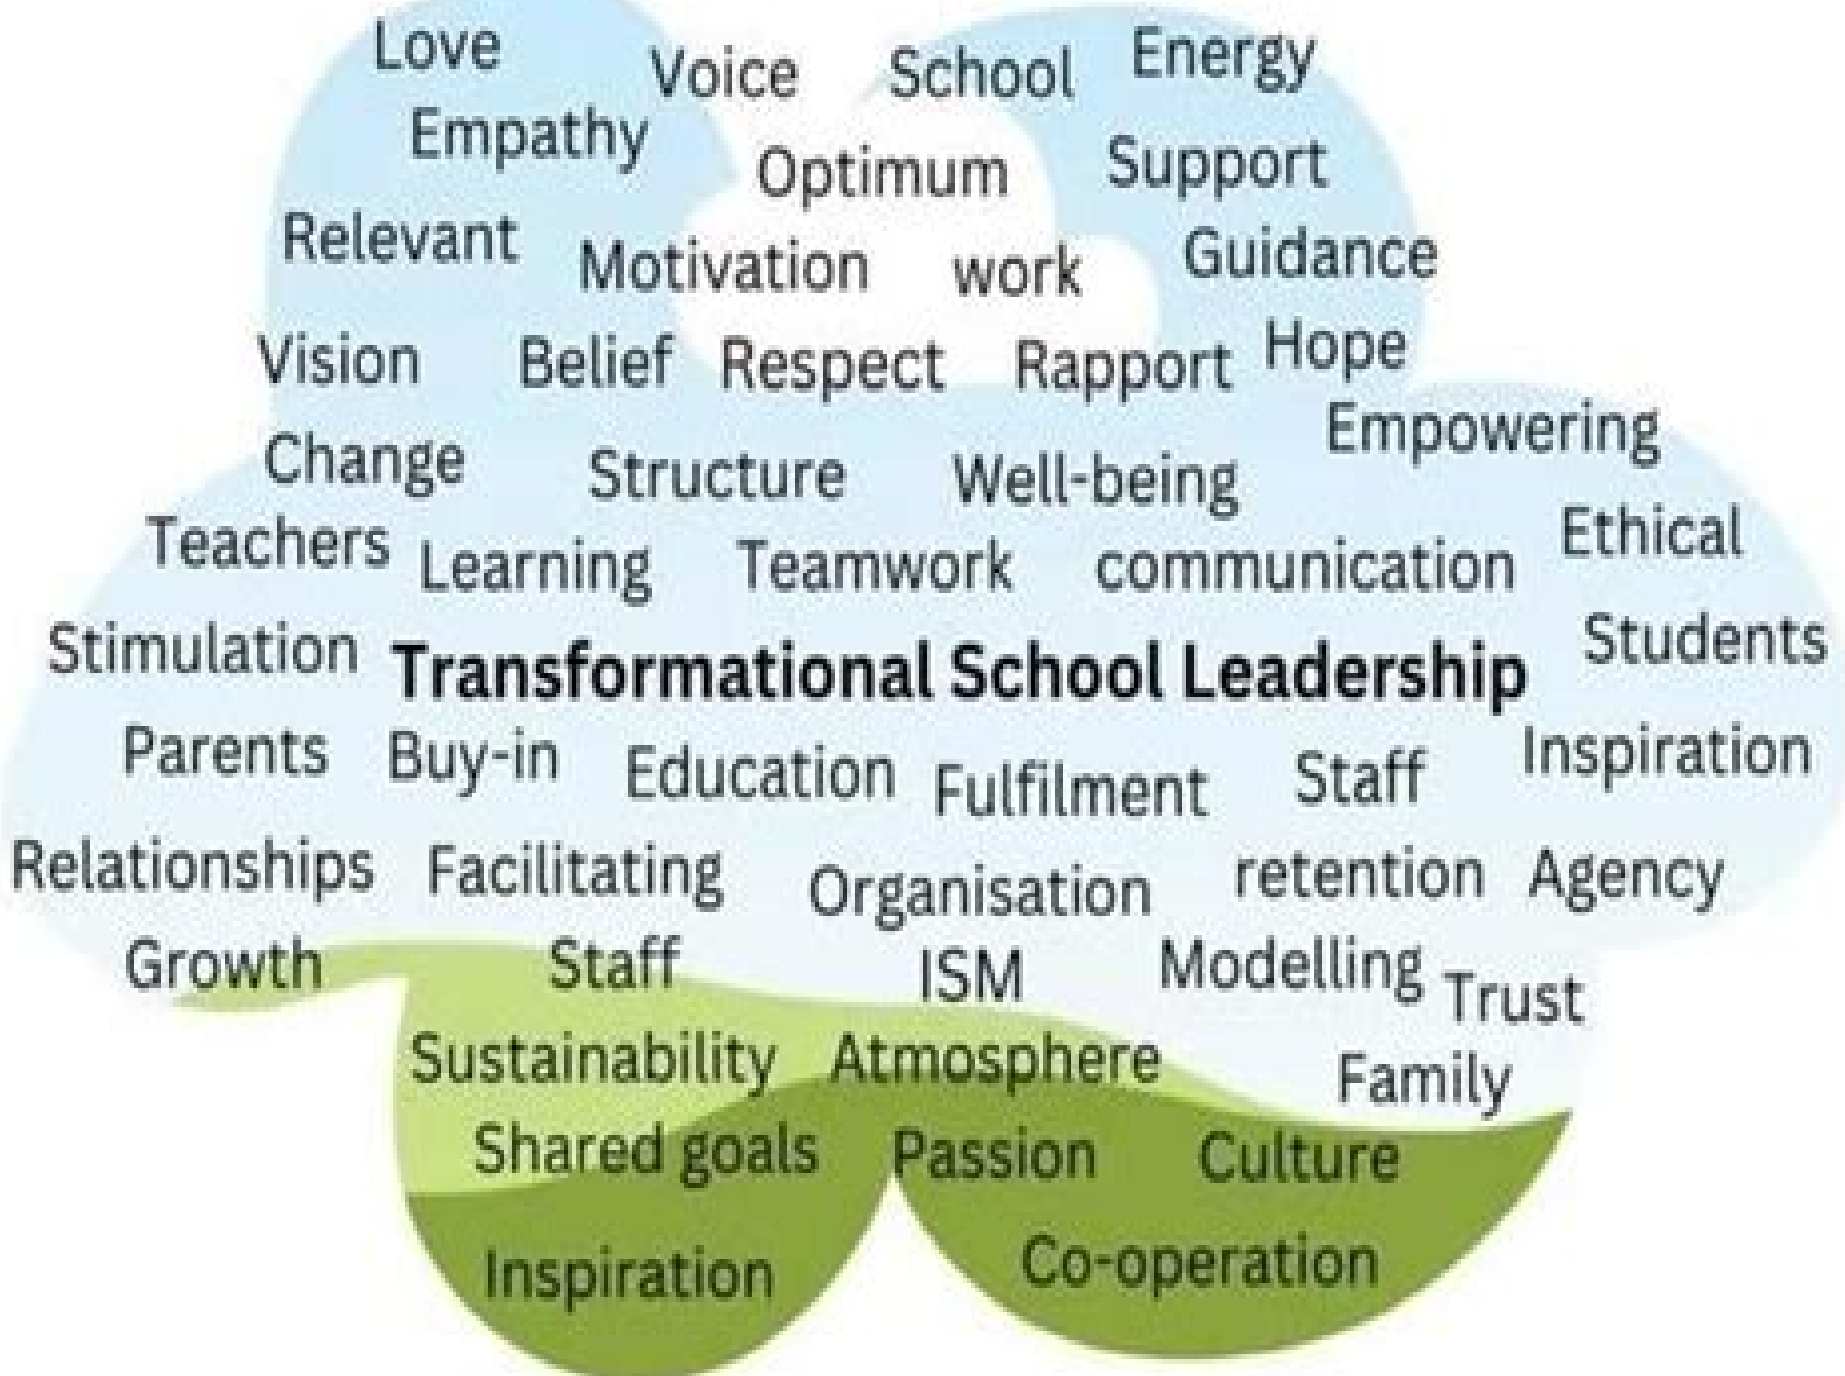 Love Voice School Energy
Empathy Optimum Support
Relevant Motivation work Guidance
Vision Belief Respect Rapport Hope
Change Structure Well-being Empowering
Teachers Learning Teamwork communication Ethical
Stimulation Transformational School Leadership Students
Parents Buy-in Education Fulfilment Staff Inspiration
Relationships Facilitating Organisation retention Agency
Growth Staff ISM Modelling Trust
Sustainability Atmosphere Family
Shared goals Passion Culture
Inspiration Co-operation